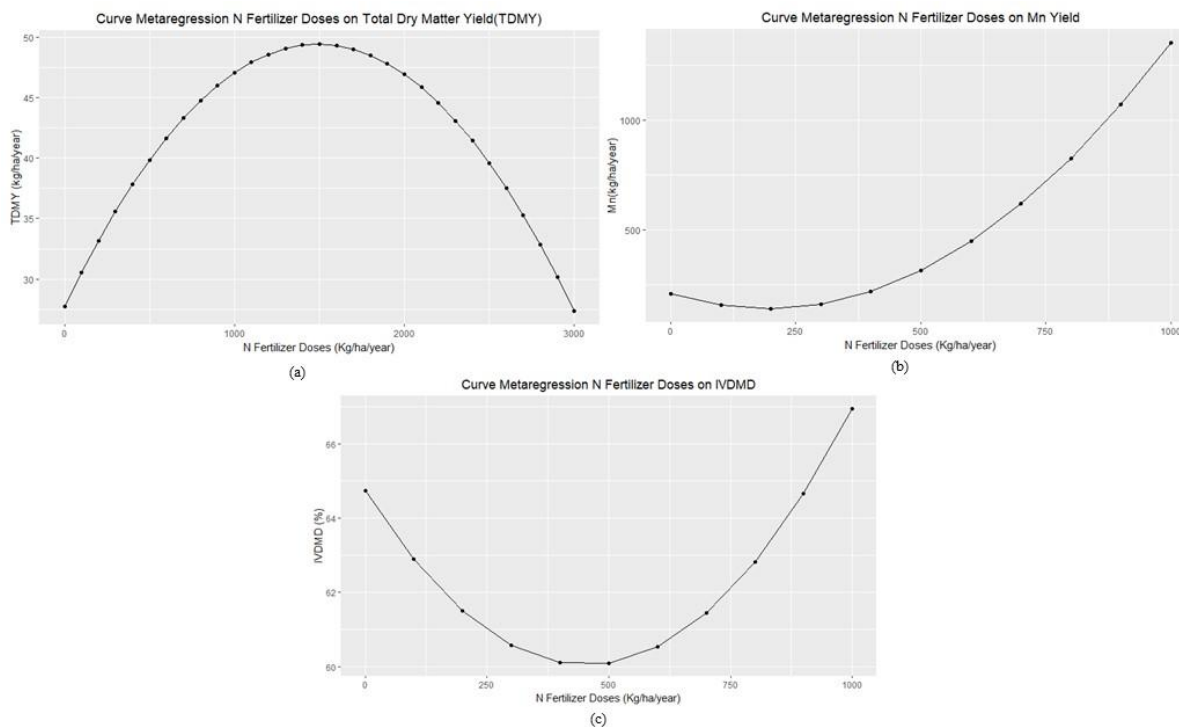 Curve Metaregression N Fertilizer Doses on Total Dry Matter Yield(TDMY)
50
45
40
35
30
TDMY (kg/ha/year)
0 1000 2000 3000
N Fertilizer Doses (Kg/ha/year)
(a)
Curve Metaregression N Fertilizer Doses on Mn Yield
1000
500
Mn(kg/ha/year)
0 250 500 750 1000
N Fertilizer Doses (Kg/ha/year)
(b)
Curve Metaregression N Fertilizer Doses on IVDMD
66
64
62
60
IVDMD (%)
0 250 500 750 1000
N Fertilizer Doses (Kg/ha/year)
(c)